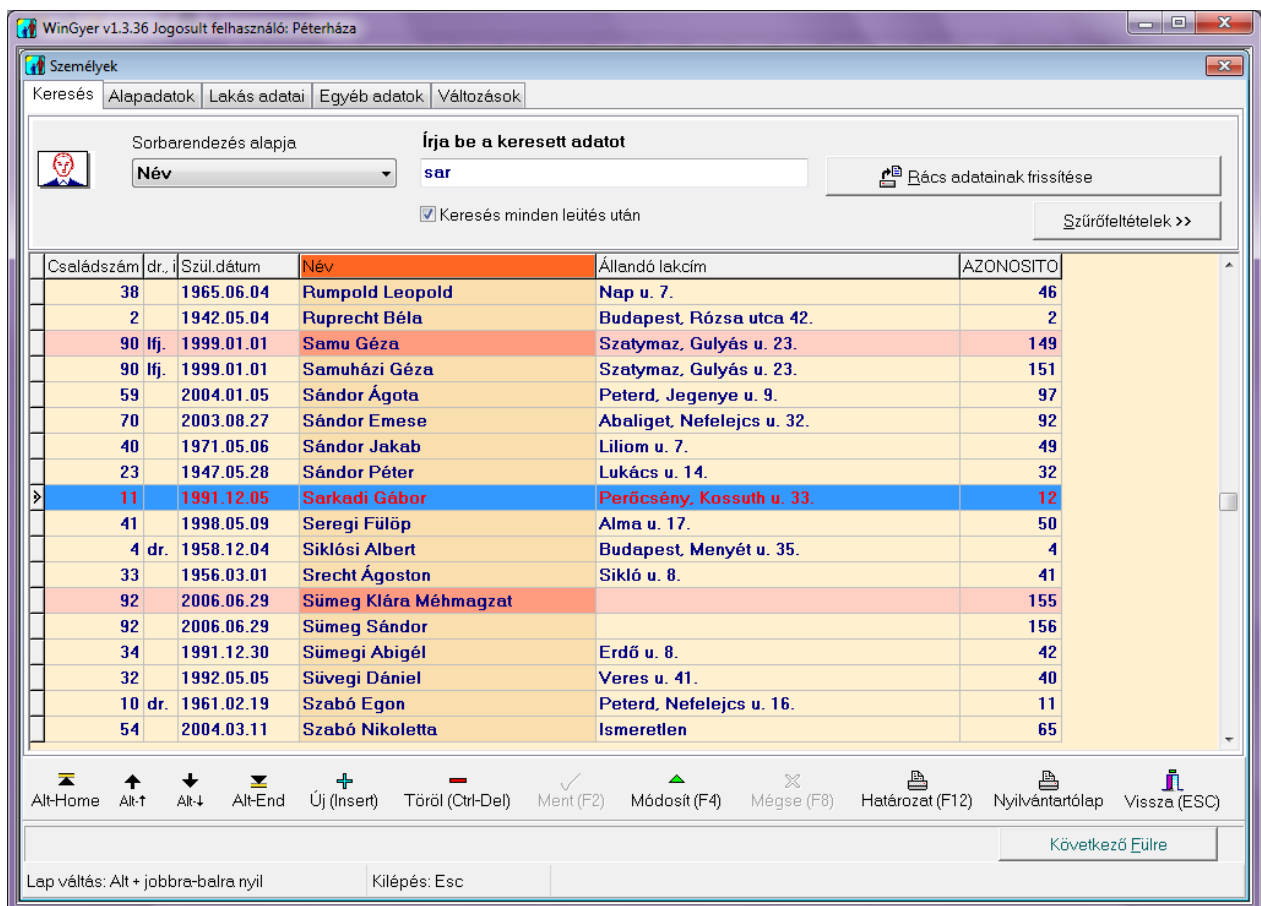 WinGyer v1.3.36 Jogosult felhasználó: Péterháza
Személyek
Keresés Alapadatok Lakás adatai Egyéb adatok Változások
Sorbarendezés alapja Írja be a keresett adatot
Név sar Rács adatainak frissítése
Keresés minden leütés után
Szűrőfeltételek >>
Családszám dr., i Szül.dátum Név Állandó lakcím AZONOSITO
38 1965.06.04 Rumpold Leopold Nap u. 7. 46
2 1942.05.04 Ruprecht Béla Budapest, Rózsa utca 42. 2
90 Ifj. 1999.01.01 Samu Géza Szatymaz, Gulyás u. 23. 149
90 Ifj. 1999.01.01 Samuházi Géza Szatymaz, Gulyás u. 23. 151
59 2004.01.05 Sándor Ágota Peterd, Jegenye u. 9. 97
70 2003.08.27 Sándor Emese Abaliget, Nefelejcs u. 32. 92
40 1971.05.06 Sándor Jakab Liliom u. 7. 49
23 1947.05.28 Sándor Péter Lukács u. 14. 32
11 1991.12.05 Sarkadi Gábor Perőcsény, Kossuth u. 33. 12
41 1998.05.09 Seregi Fülöp Alma u. 17. 50
4 dr. 1958.12.04 Siklósi Albert Budapest, Menyét u. 35. 4
33 1956.03.01 Srecht Ágoston Sikló u. 8. 41
92 2006.06.29 Sümeg Klára Méhmagzat 155
92 2006.06.29 Sümeg Sándor 156
34 1991.12.30 Sümegi Abigél Erdő u. 8. 42
32 1992.05.05 Süvegi Dániel Veres u. 41. 40
10 dr. 1961.02.19 Szabó Egon Peterd, Nefelejcs u. 16. 11
54 2004.03.11 Szabó Nikoletta Ismeretlen 65
Alt-Home Alt-↑ Alt-↓ Alt-End Új (Insert) Töröl (Ctrl-Del) Ment (F2) Módosít (F4) Mégse (F8) Határozat (F12) Nyilvántartólap Vissza (ESC)
Következő Fülre
Lap váltás: Alt + jobbra-balra nyil Kilépés: Esc